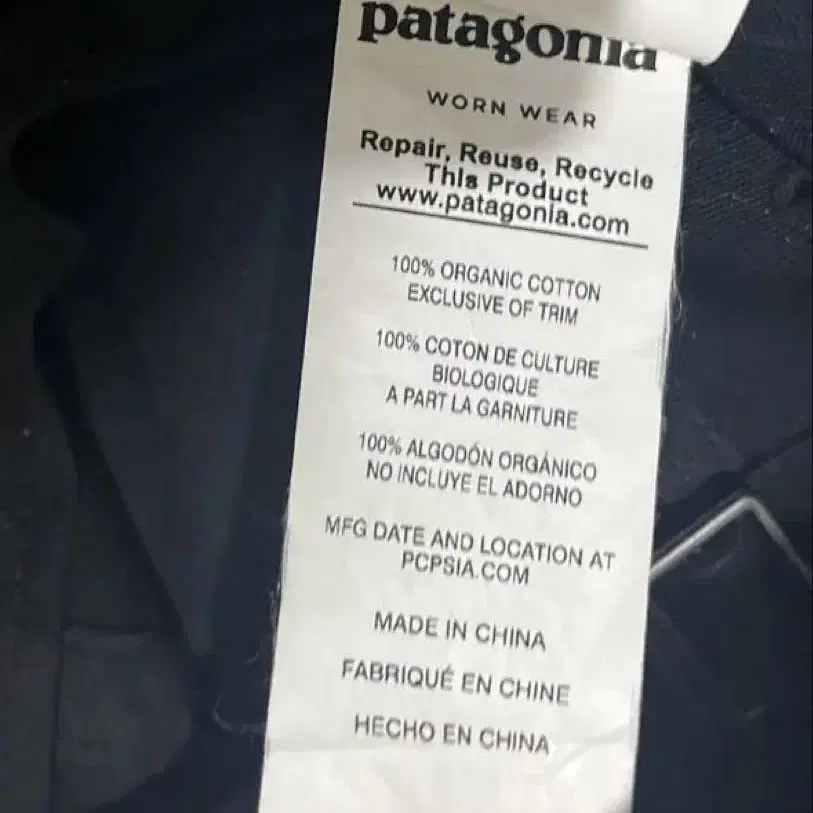 patagonia
WORN WEAR
Repair, Reuse, Recycle
This Product
www.patagonia.com
100% ORGANIC COTTON
EXCLUSIVE OF TRIM
100% COTON DE CULTURE
BIOLOGIQUE
A PART LA GARNITURE
100% ALGODÓN ORGÁNICO
NO INCLUYE EL ADORNO
MFG DATE AND LOCATION AT
PCPSIA.COM
MADE IN CHINA
FABRIQUÉ EN CHINE
HECHO EN CHINA